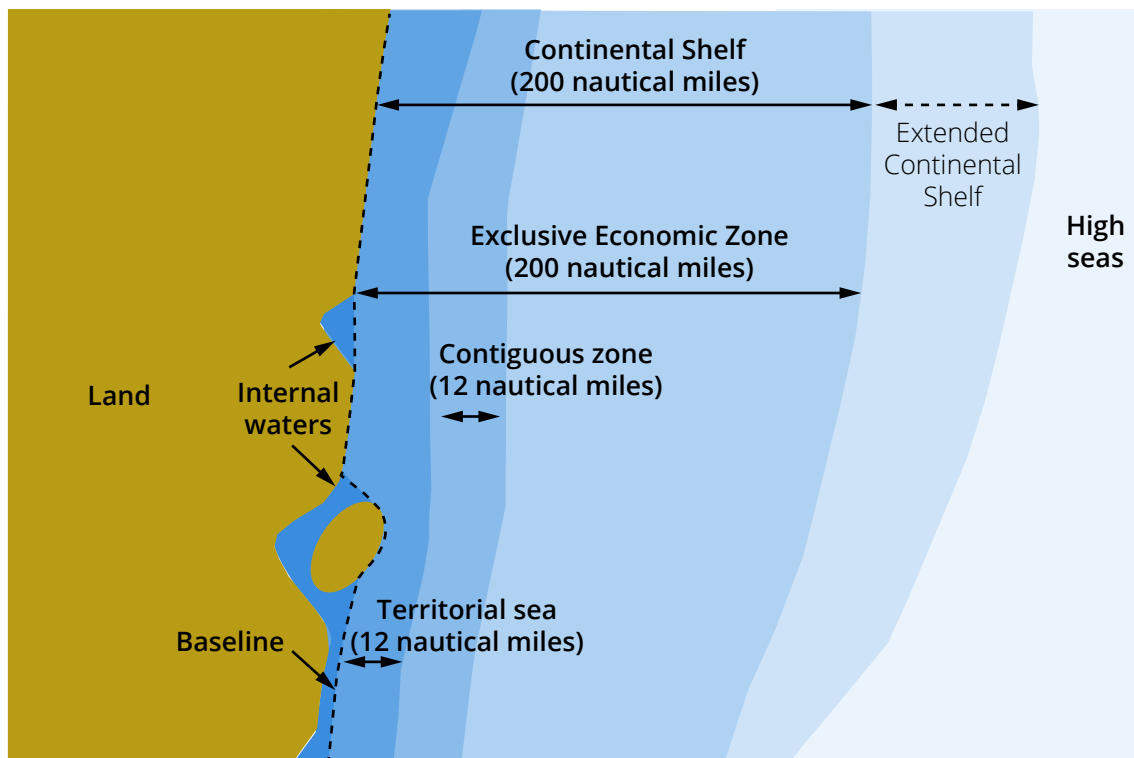 Continental Shelf
(200 nautical miles)
Extended
Continental
Shelf
High
seas
Exclusive Economic Zone
(200 nautical miles)
Contiguous zone
(12 nautical miles)
Land
Internal
waters
Territorial sea
(12 nautical miles)
Baseline